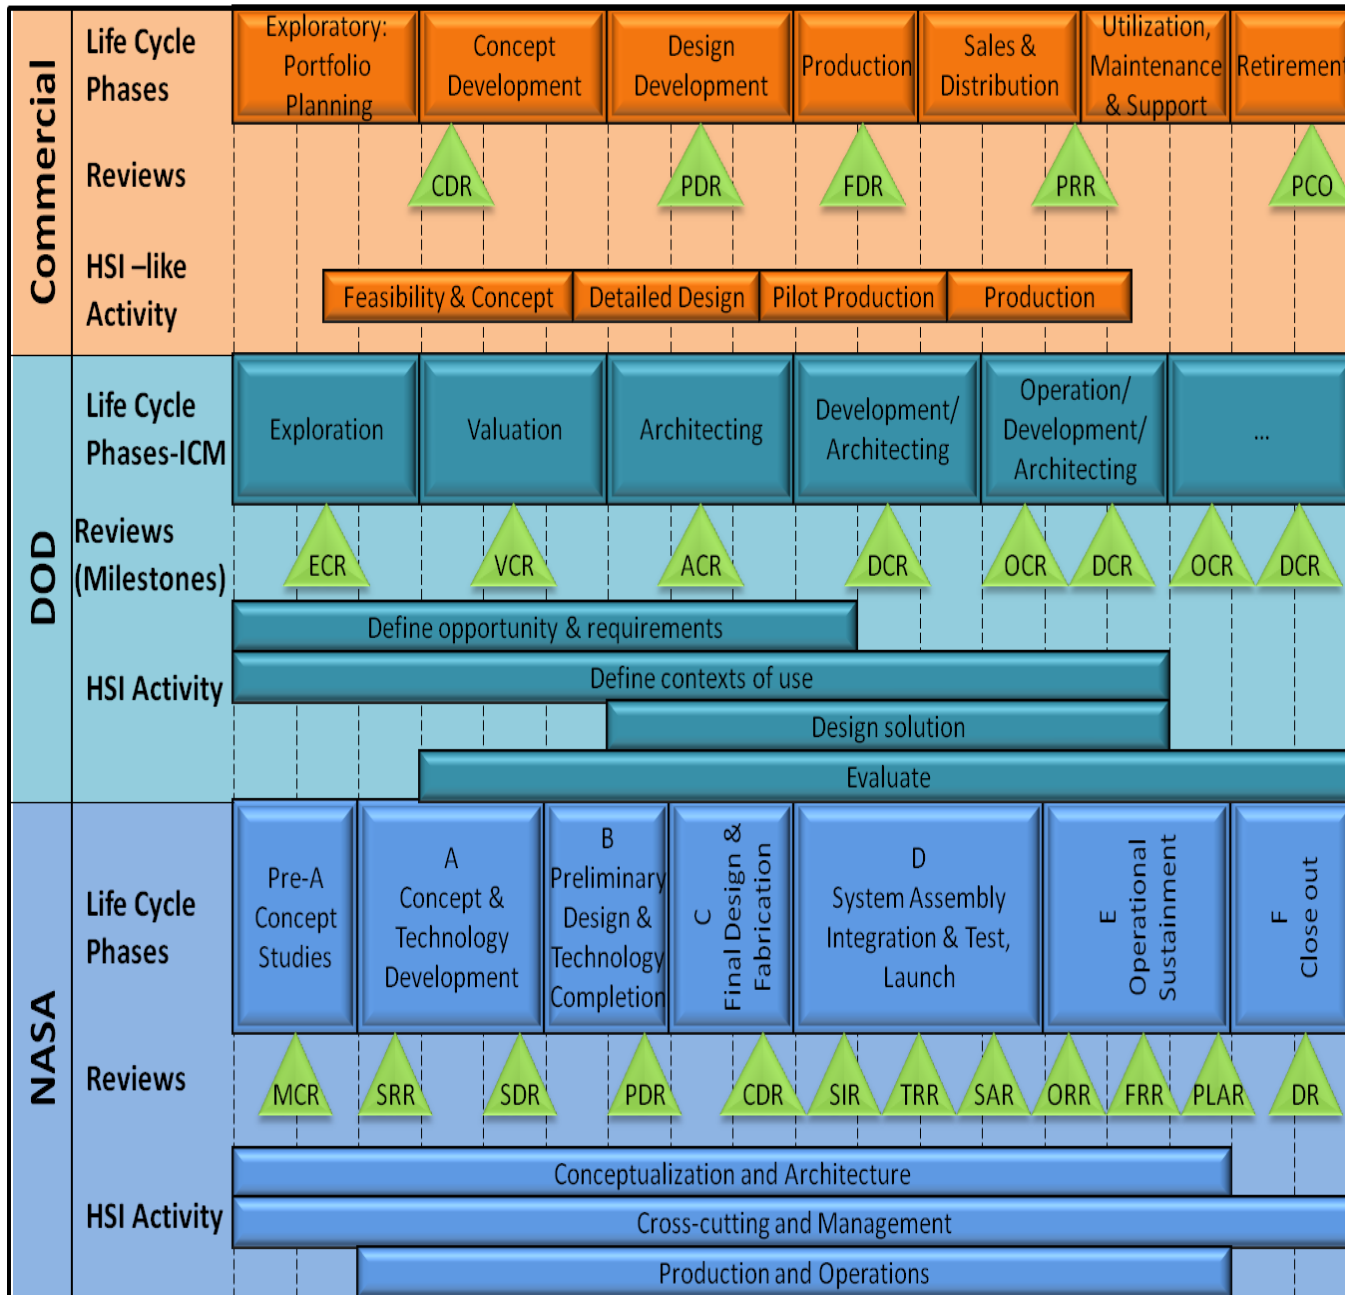 Commercial
Life Cycle
Phases
Exploratory:
Portfolio
Planning
Concept
Development
Design
Development
Production
Sales &
Distribution
Utilization,
Maintenance
& Support
Retirement
Reviews
CDR
PDR
FDR
PRR
PCO
HSI –like
Activity
Feasibility & Concept
Detailed Design
Pilot Production
Production
DOD
Life Cycle
Phases-ICM
Exploration
Valuation
Architecting
Development/
Architecting
Operation/
Development/
Architecting
...
Reviews
(Milestones)
ECR
VCR
ACR
DCR
OCR
DCR
OCR
DCR
HSI Activity
Define opportunity & requirements
Define contexts of use
Design solution
Evaluate
NASA
Life Cycle
Phases
Pre-A
Concept
Studies
A
Concept &
Technology
Development
B
Preliminary
Design &
Technology
Completion
C
Final Design &
Fabrication
D
System Assembly
Integration & Test,
Launch
E
Operational
Sustainment
F
Close out
Reviews
MCR
SRR
SDR
PDR
CDR
SIR
TRR
SAR
ORR
FRR
PLAR
DR
HSI Activity
Conceptualization and Architecture
Cross-cutting and Management
Production and Operations